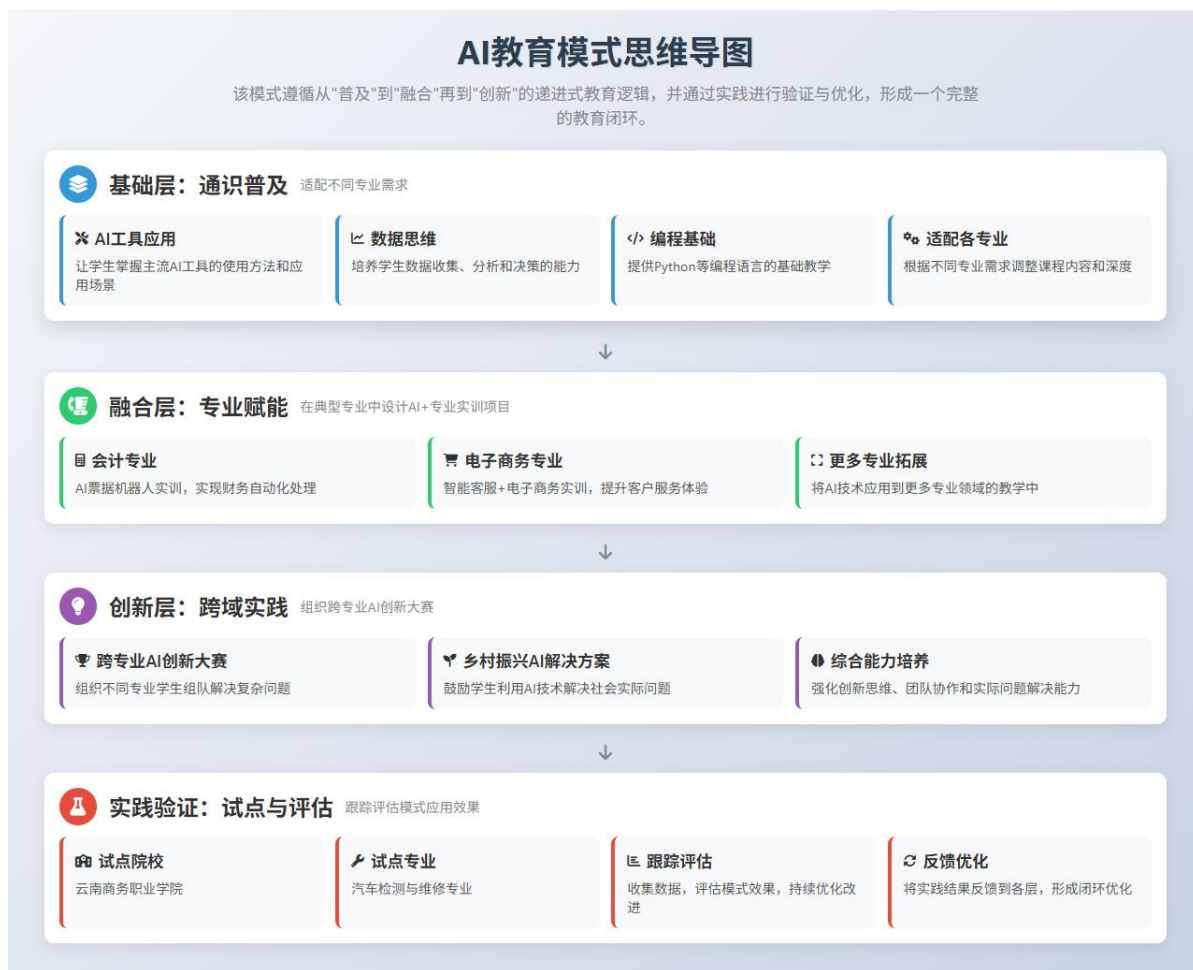 AI教育模式思维导图
该模式遵循从"普及"到"融合"再到"创新"的递进式教育逻辑，并通过实践进行验证与优化，形成一个完整
的教育闭环。
基础层：通识普及 适配不同专业需求
AI工具应用
让学生掌握主流AI工具的使用方法和应
用场景
数据思维
培养学生数据收集、分析和决策的能力
</> 编程基础
提供Python等编程语言的基础教学
适配各专业
根据不同专业需求调整课程内容和深度
融合层：专业赋能 在典型专业中设计AI+专业实训项目
会计专业
AI票据机器人实训，实现财务自动化处理
电子商务专业
智能客服+电子商务实训，提升客户服务体验
更多专业拓展
将AI技术应用到更多专业领域的教学中
创新层：跨域实践 组织跨专业AI创新大赛
跨专业AI创新大赛
组织不同专业学生组队解决复杂问题
乡村振兴AI解决方案
鼓励学生利用AI技术解决社会实际问题
综合能力培养
强化创新思维、团队协作和实际问题解决能力
实践验证：试点与评估 跟踪评估模式应用效果
试点院校
云南商务职业学院
试点专业
汽车检测与维修专业
跟踪评估
收集数据，评估模式效果，持续优化改
进
反馈优化
将实践结果反馈到各层，形成闭环优化